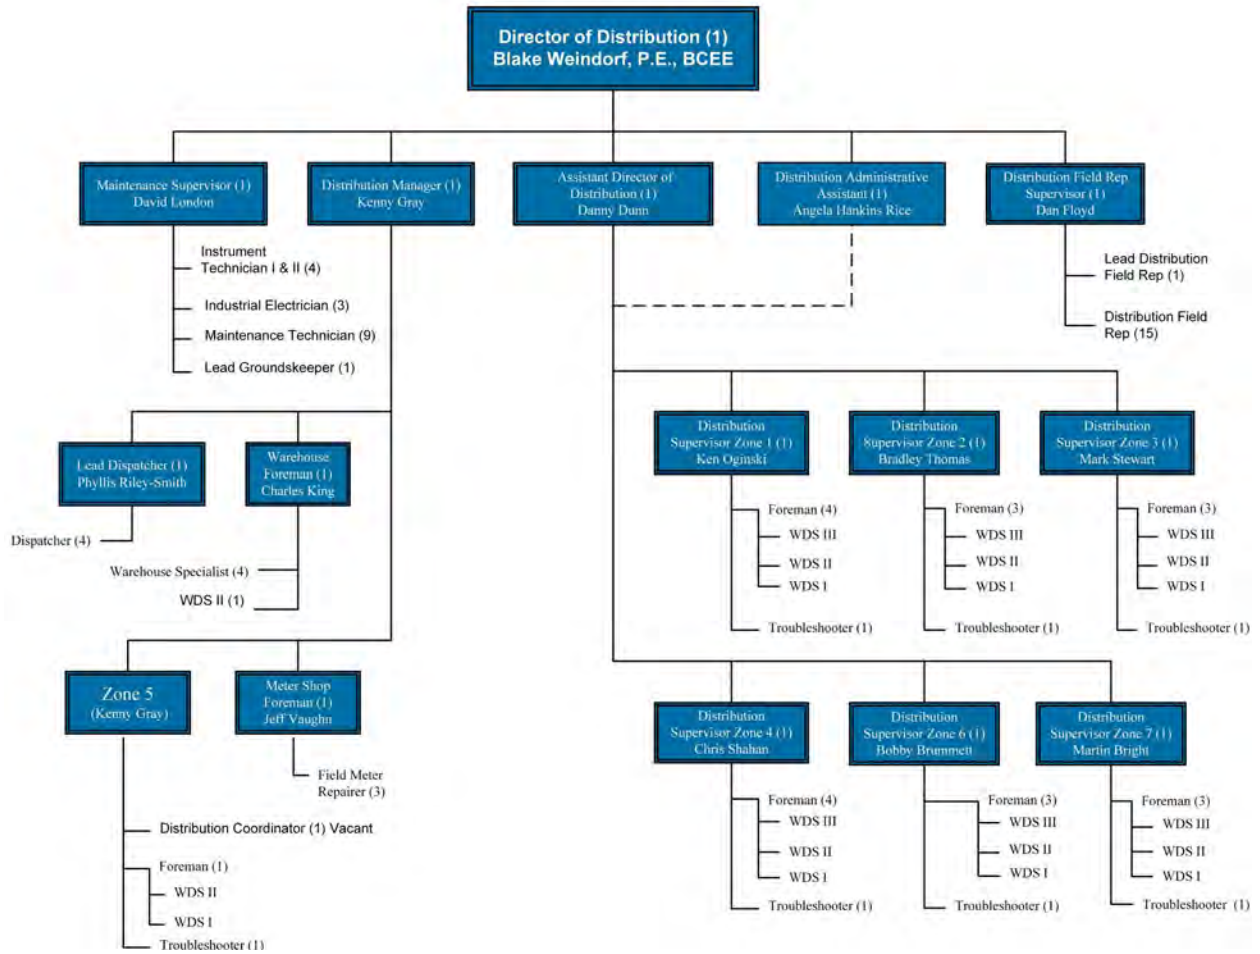 Director of Distribution (1)
Blake Weindorf, P.E., BCEE
Maintenance Supervisor (1)
David London
Distribution Manager (1)
Kenny Gray
Assistant Director of
Distribution (1)
Danny Dunn
Distribution Administrative
Assistant (1)
Angela Hankins Rice
Distribution Field Rep
Supervisor (1)
Dan Floyd
Instrument
Technician I & II (4)
Industrial Electrician (3)
Maintenance Technician (9)
Lead Groundskeeper (1)
Lead Distribution
Field Rep (1)
Distribution Field
Rep (15)
Lead Dispatcher (1)
Phyllis Riley-Smith
Warehouse
Foreman (1)
Charles King
Dispatcher (4)
Warehouse Specialist (4)
WDS II (1)
Distribution
Supervisor Zone 1 (1)
Ken Oginski
Distribution
Supervisor Zone 2 (1)
Bradley Thomas
Distribution
Supervisor Zone 3 (1)
Mark Stewart
Foreman (4)
WDS III
WDS II
WDS I
Troubleshooter (1)
Foreman (3)
WDS III
WDS II
WDS I
Troubleshooter (1)
Foreman (3)
WDS III
WDS II
WDS I
Troubleshooter (1)
Zone 5
(Kenny Gray)
Meter Shop
Foreman (1)
Jeff Vaughn
Field Meter
Repairer (3)
Distribution Coordinator (1) Vacant
Foreman (1)
WDS II
WDS I
Troubleshooter (1)
Distribution
Supervisor Zone 4 (1)
Chris Shahan
Distribution
Supervisor Zone 6 (1)
Bobby Brummett
Distribution
Supervisor Zone 7 (1)
Martin Bright
Foreman (4)
WDS III
WDS II
WDS I
Troubleshooter (1)
Foreman (3)
WDS III
WDS II
WDS I
Troubleshooter (1)
Foreman (3)
WDS III
WDS II
WDS I
Troubleshooter (1)